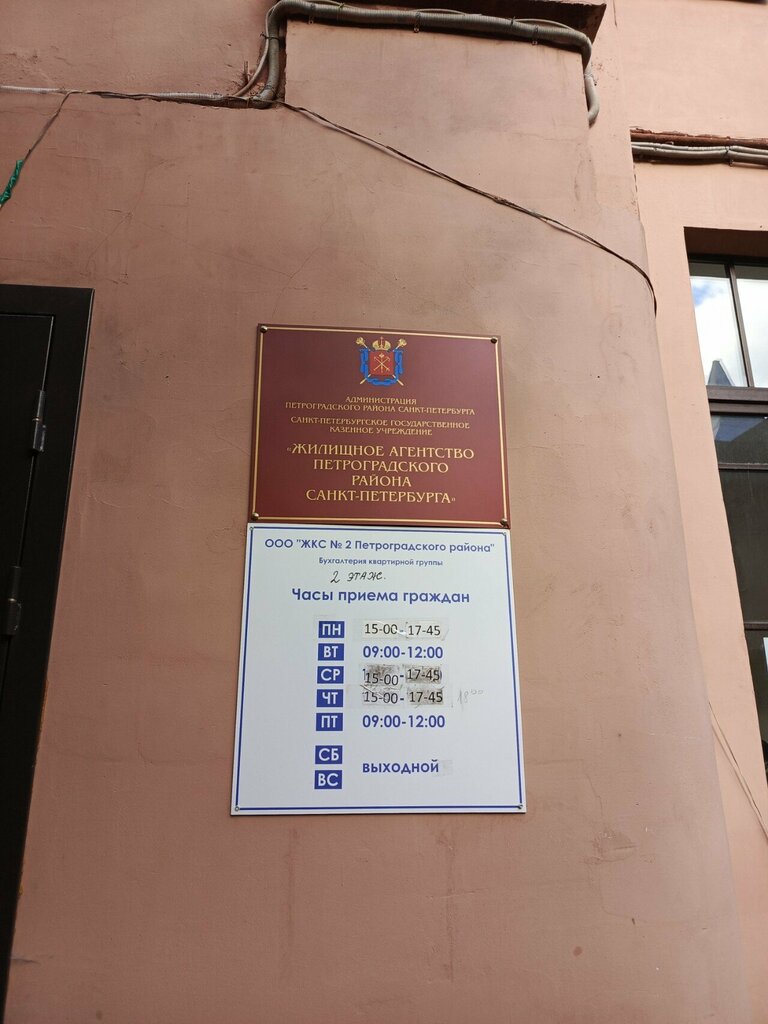 АДМИНИСТРАЦИЯ
ПЕТРОГРАДСКОГО РАЙОНА САНКТ-ПЕТЕРБУРГА
САНКТ-ПЕТЕРБУРГСКОЕ ГОСУДАРСТВЕННОЕ
КАЗЕННОЕ УЧРЕЖДЕНИЕ
«ЖИЛИЩНОЕ АГЕНТСТВО
ПЕТРОГРАДСКОГО
РАЙОНА
САНКТ-ПЕТЕРБУРГА»
ООО "ЖКС № 2 Петроградского района"
Бухгалтерия квартирной группы
2 ЭТАЖ.
Часы приема граждан
ПН 15-00-17-45
ВТ 09:00-12:00
СР 15-00-17-45
ЧТ 15-00-17-45 18⁰⁰
ПТ 09:00-12:00
СБ
выходной
ВС